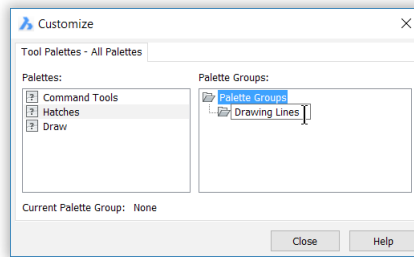 Customize
Tool Palettes - All Palettes
Palettes:
Palette Groups:
Command Tools
Hatches
Draw
Palette Groups
Drawing Lines
Current Palette Group: None
Close
Help